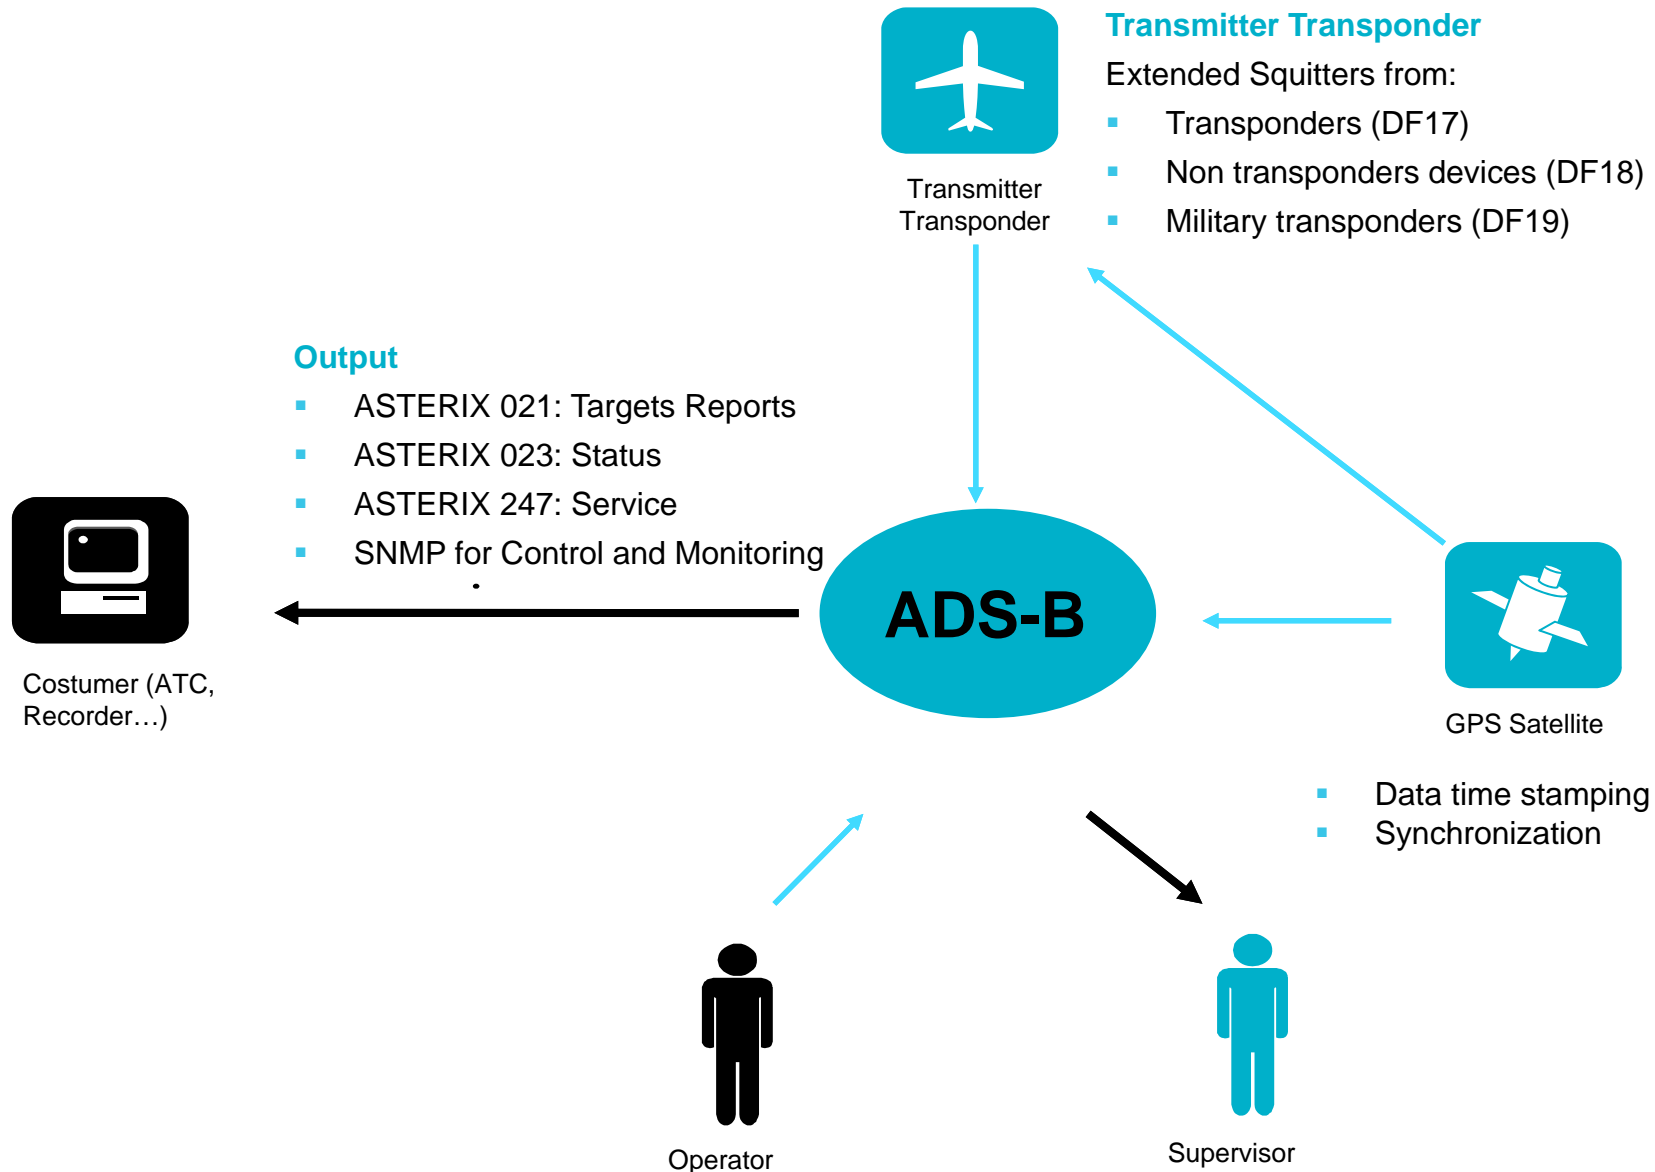 Transmitter Transponder
Extended Squitters from:
▪ Transponders (DF17)
▪ Non transponders devices (DF18)
▪ Military transponders (DF19)
Transmitter
Transponder
Output
▪ ASTERIX 021: Targets Reports
▪ ASTERIX 023: Status
▪ ASTERIX 247: Service
▪ SNMP for Control and Monitoring
.
ADS-B
Costumer (ATC,
Recorder…)
GPS Satellite
▪ Data time stamping
▪ Synchronization
Operator
Supervisor